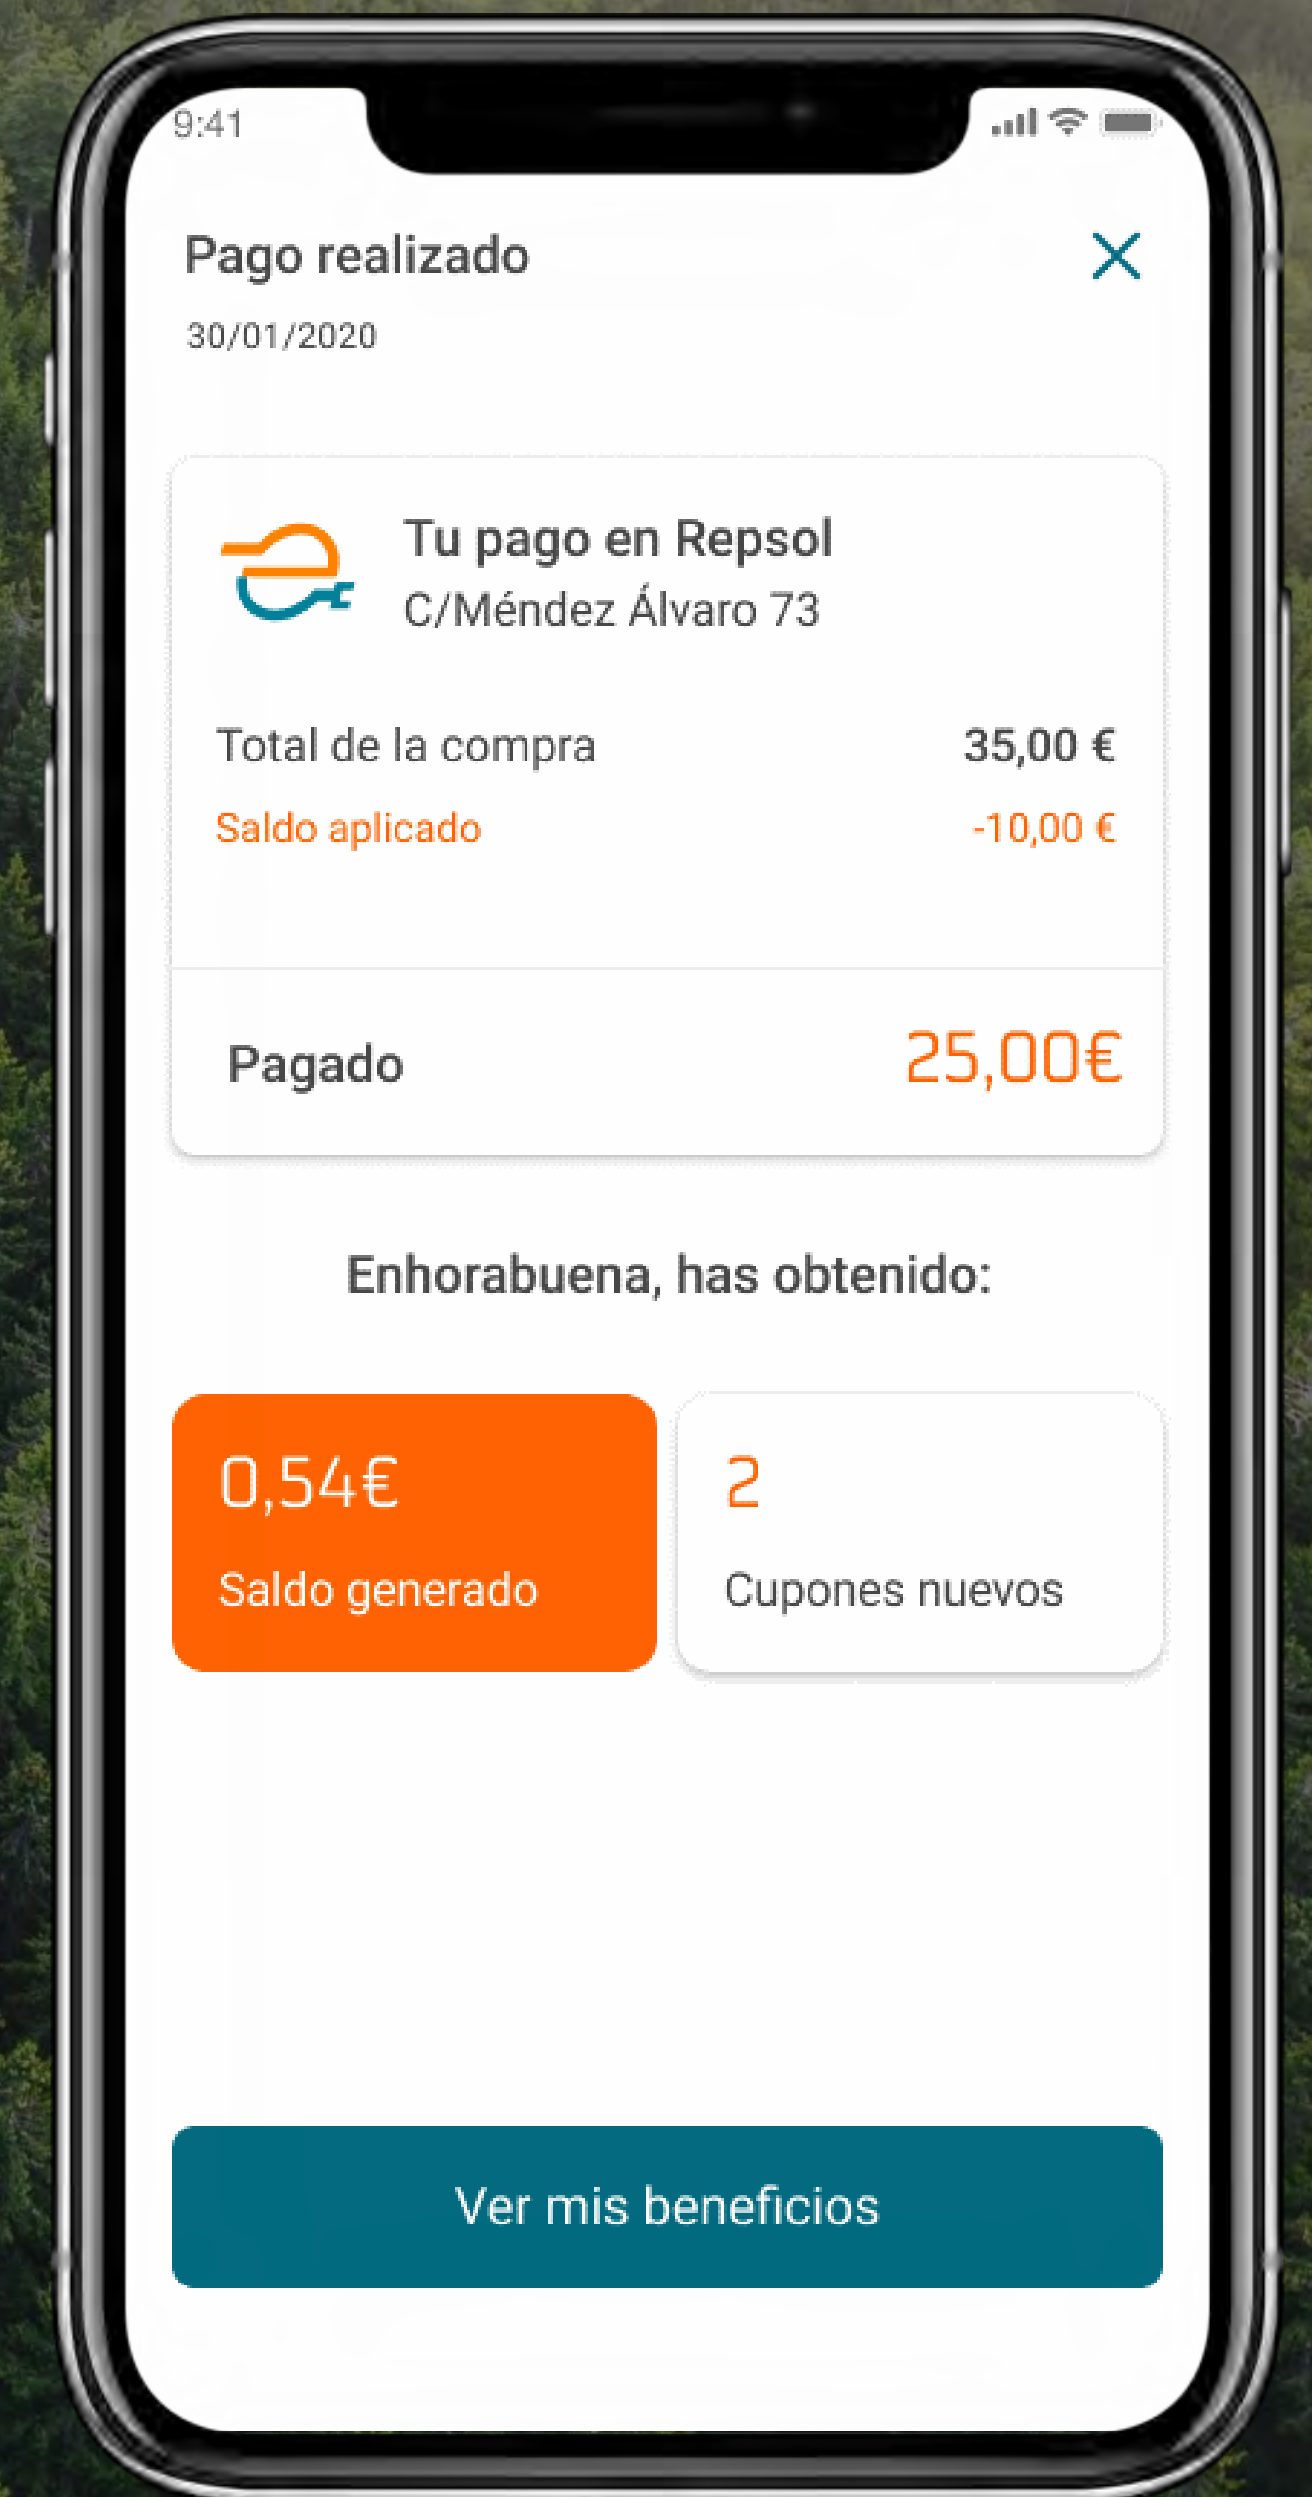 9:41
Pago realizado
30/01/2020
Tu pago en Repsol
C/Méndez Álvaro 73
Total de la compra 35,00 €
Saldo aplicado -10,00 €
Pagado 25,00€
Enhorabuena, has obtenido:
0,54€
Saldo generado
2
Cupones nuevos
Ver mis beneficios